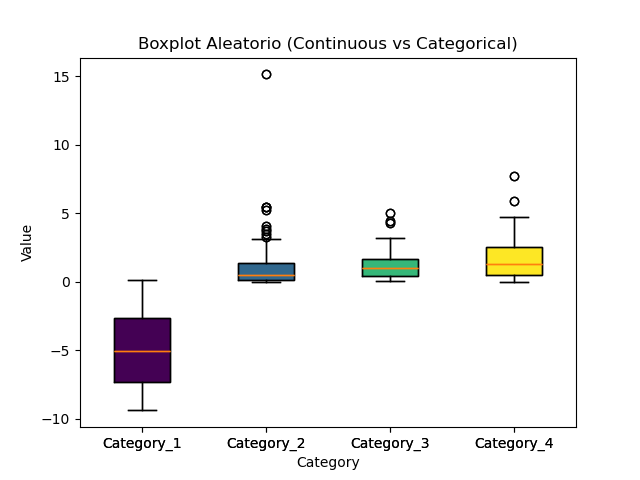 Boxplot Aleatorio (Continuous vs Categorical)
15
10
5
0
−5
−10
Value
Category_1
Category_2
Category_3
Category_4
Category